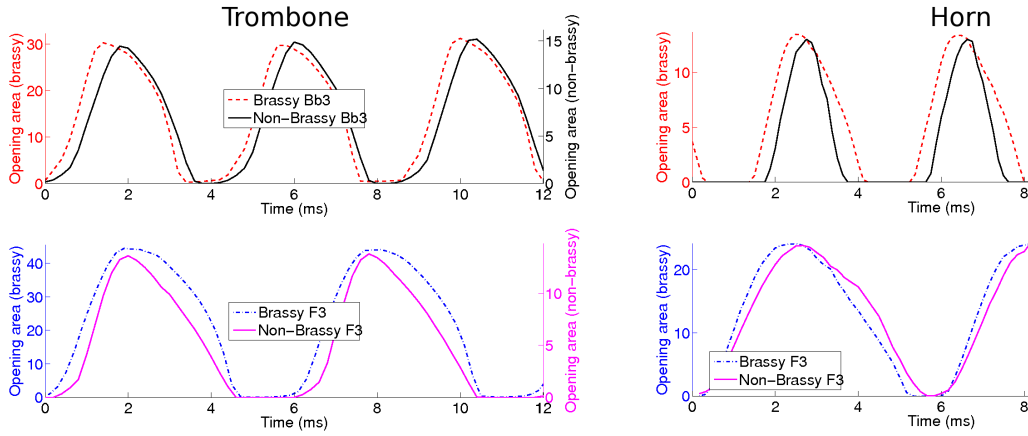 Trombone
Horn
Opening area (brassy)
30
20
10
0
Brassy Bb3
Non-Brassy Bb3
15
10
5
0
Opening area (non-brassy)
0 2 4 6 8 10 12
Time (ms)
Opening area (brassy)
10
5
0
0 2 4 6 8
Time (ms)
Opening area (brassy)
40
30
20
10
0
Brassy F3
Non-Brassy F3
10
5
0
Opening area (non-brassy)
0 2 4 6 8 10 12
Time (ms)
Opening area (brassy)
20
10
0
Brassy F3
Non-Brassy F3
0 2 4 6 8
Time (ms)